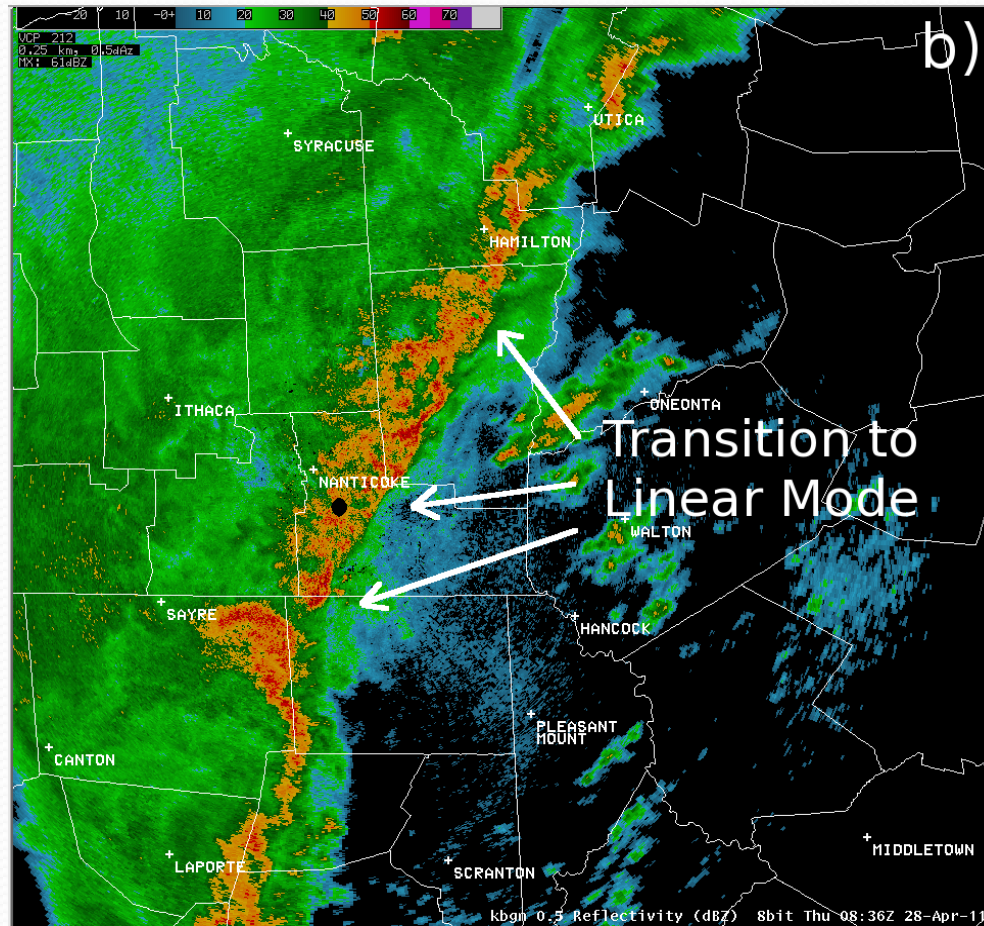 20 10 -0+ 10 20 30 40 50 60 70
VCP 212
0.25 km, 0.5dAz
MX: 61dBZ
b)
UTICA
SYRACUSE
HAMILTON
ITHACA
ONEONTA
Transition to
Linear Mode
NANTICOKE
WALTON
SAYRE
HANCOCK
PLEASANT
MOUNT
CANTON
MIDDLETOWN
LAPORTE
SCRANTON
kbgm 0.5 Reflectivity (dBZ) 8bit Thu 08:36Z 28-Apr-11